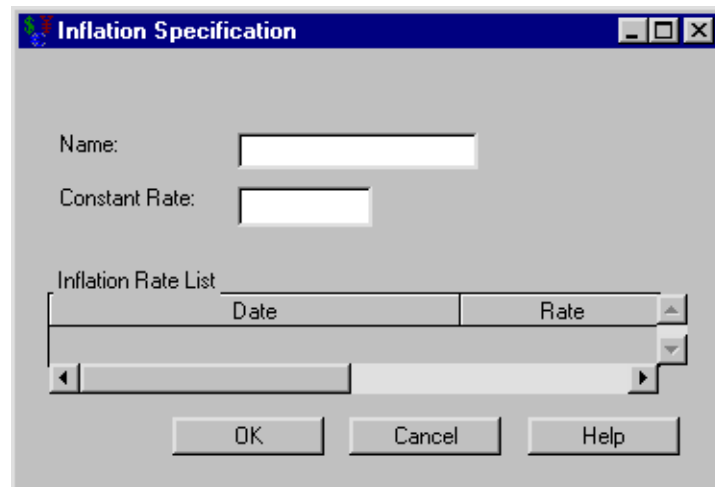 Inflation Specification
Name:
Constant Rate:
Inflation Rate List
Date Rate
OK Cancel Help